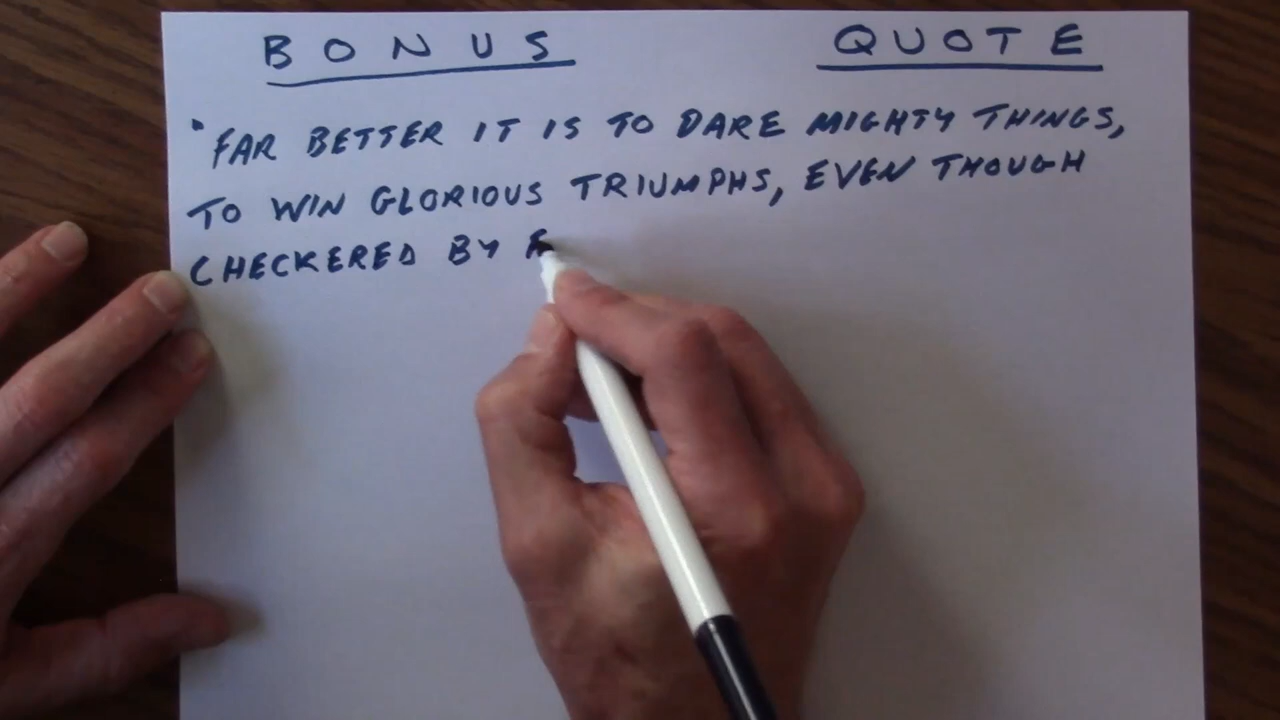 BONUS QUOTE
"FAR BETTER IT IS TO DARE MIGHTY THINGS,
TO WIN GLORIOUS TRIUMPHS, EVEN THOUGH
CHECKERED BY F